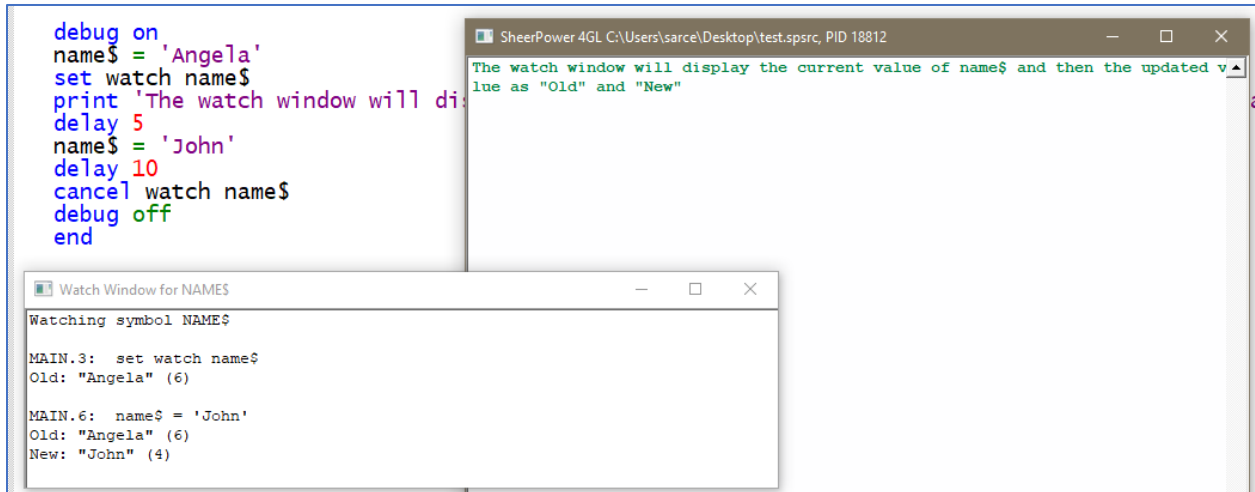 debug on
name$ = 'Angela'
set watch name$
print 'The watch window will di
delay 5
name$ = 'John'
delay 10
cancel watch name$
debug off
end
SheerPower 4GL C:\Users\sarce\Desktop\test.spsrc, PID 18812
The watch window will display the current value of name$ and then the updated v
lue as "Old" and "New"
Watch Window for NAME$
Watching symbol NAME$
MAIN.3: set watch name$
Old: "Angela" (6)
MAIN.6: name$ = 'John'
Old: "Angela" (6)
New: "John" (4)